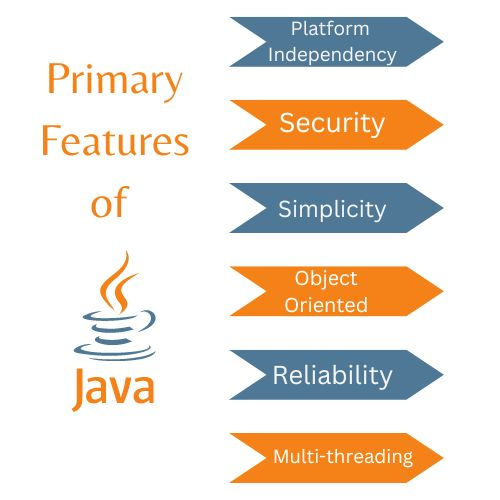 Primary
Features
of
Java
Platform
Independency
Security
Simplicity
Object
Oriented
Reliability
Multi-threading